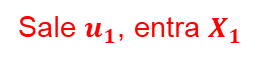 Sale u₁, entra X₁